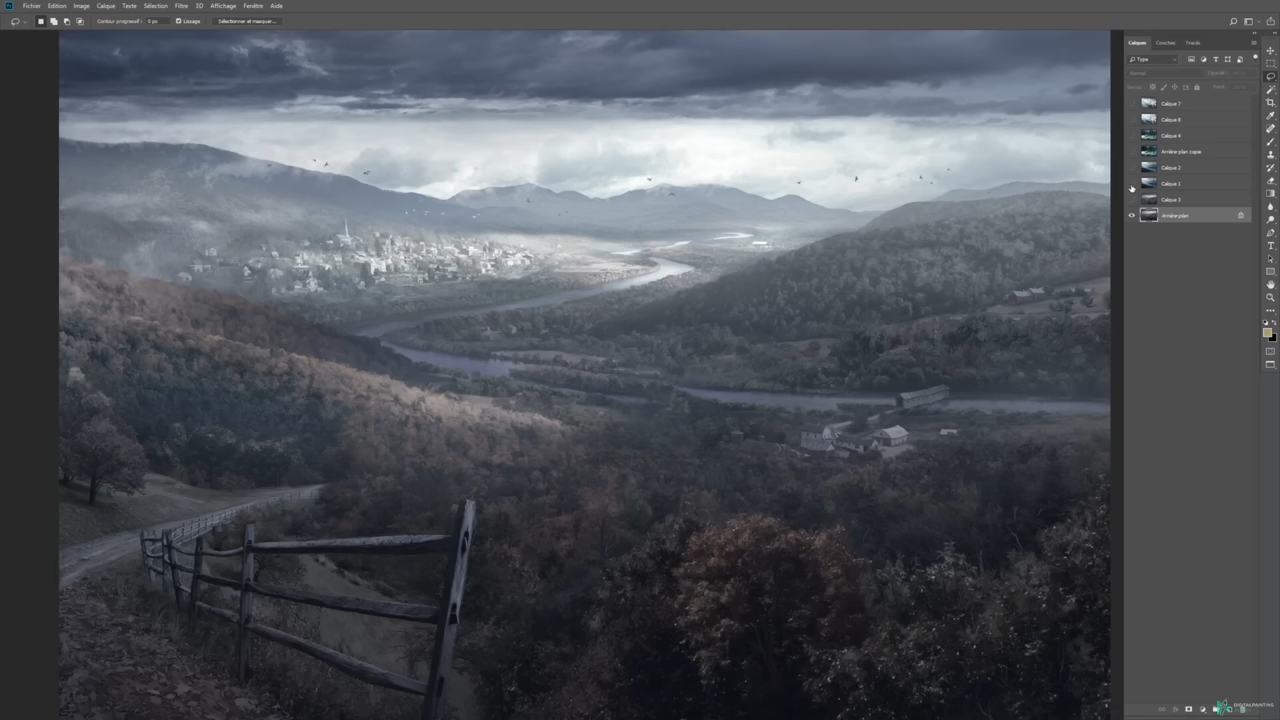 Fichier Edition Image Calque Texte Sélection Filtre 3D Affichage Fenêtre Aide
Contour progressif : 0 px Lissage Sélectionner et masquer...
Calques Couches Tracés
Type
Normal
Calque 7
Calque 6
Calque 4
Arrière-plan copie
Calque 2
Calque 1
Calque 3
Arrière-plan
DIGITALPAINTING